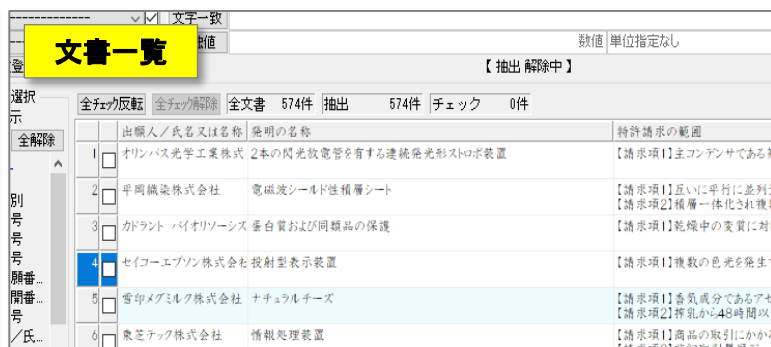 文字一致
文書一覧
数値 単位指定なし
【 抽出 解除中 】
選択
示
全解除
全チェック反転 全チェック解除 全文書 574件 抽出 574件 チェック 0件
出願人／氏名又は名称 発明の名称 特許請求の範囲
1 オリンパス光学工業株式 2本の閃光放電管を有する連続発光形ストロボ装置 【請求項1】主コンデンサである
2 平岡織染株式会社 電磁波シールド性積層シート 【請求項1】互いに平行に並列
【請求項2】積層一体化され複
3 カドラント バイオリソーシズ 蛋白質および同類品の保護 【請求項1】乾燥中の変質に対
4 セイコーエプソン株式会社 投射型表示装置 【請求項1】複数の色光を発生
5 雪印メグミルク株式会社 ナチュラルチーズ 【請求項1】香気成分であるアセ
【請求項2】搾乳から48時間以
6 東芝テック株式会社 情報処理装置 【請求項1】商品の取引にかか
別
号
号
号
願番...
開番...
号
／氏...